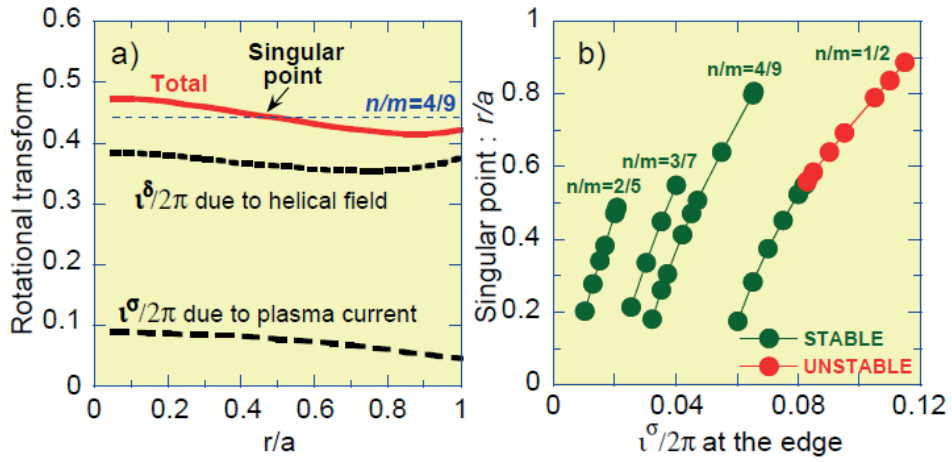 a)
Rotational transform
0.6
0.5
0.4
0.3
0.2
0.1
0
Total
Singular
point
n/m=4/9
ιᵟ/2π due to helical field
ι^σ/2π due to plasma current
0 0.2 0.4 0.6 0.8 1
r/a
b)
Singular point : r/a
1
0.8
0.6
0.4
0.2
0
n/m=1/2
n/m=4/9
n/m=3/7
n/m=2/5
STABLE
UNSTABLE
0 0.04 0.08 0.12
ι^σ/2π at the edge